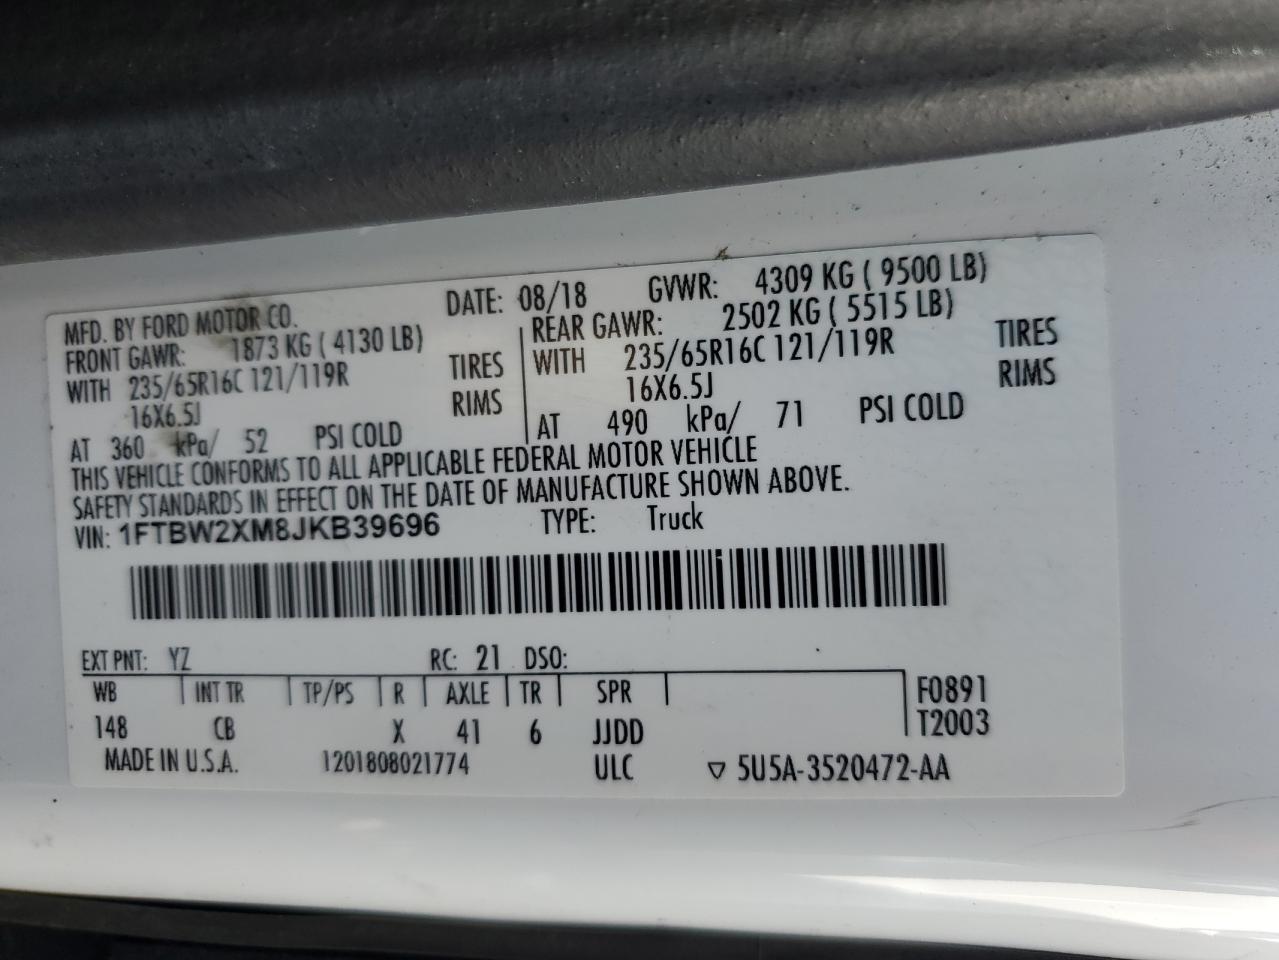 MFD. BY FORD MOTOR CO. DATE: 08/18 GVWR: 4309 KG ( 9500 LB)
FRONT GAWR: 1873 KG ( 4130 LB) REAR GAWR: 2502 KG ( 5515 LB)
WITH 235/65R16C 121/119R TIRES WITH 235/65R16C 121/119R TIRES
16X6.5J RIMS 16X6.5J RIMS
AT 360 kPa/ 52 PSI COLD AT 490 kPa/ 71 PSI COLD
THIS VEHICLE CONFORMS TO ALL APPLICABLE FEDERAL MOTOR VEHICLE
SAFETY STANDARDS IN EFFECT ON THE DATE OF MANUFACTURE SHOWN ABOVE.
VIN: 1FTBW2XM8JKB39696 TYPE: Truck
EXT PNT: YZ RC: 21 DSO:
WB INT TR TP/PS R AXLE TR SPR F0891
148 CB X 41 6 JJDD T2003
MADE IN U.S.A. 1201808021774 ULC ▽ 5U5A-3520472-AA